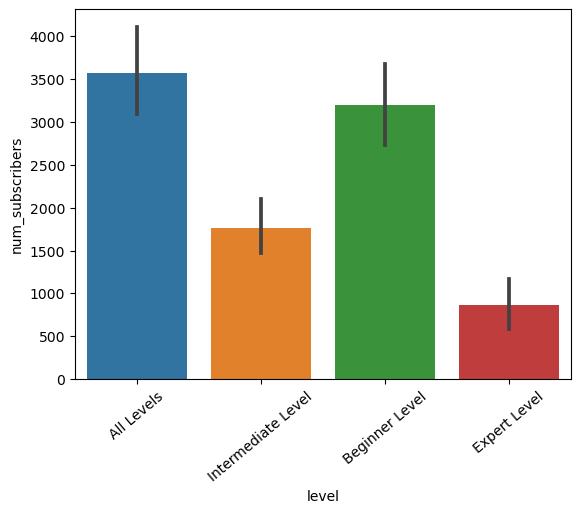 num_subscribers
4000
3500
3000
2500
2000
1500
1000
500
0
All Levels
Intermediate Level
Beginner Level
Expert Level
level